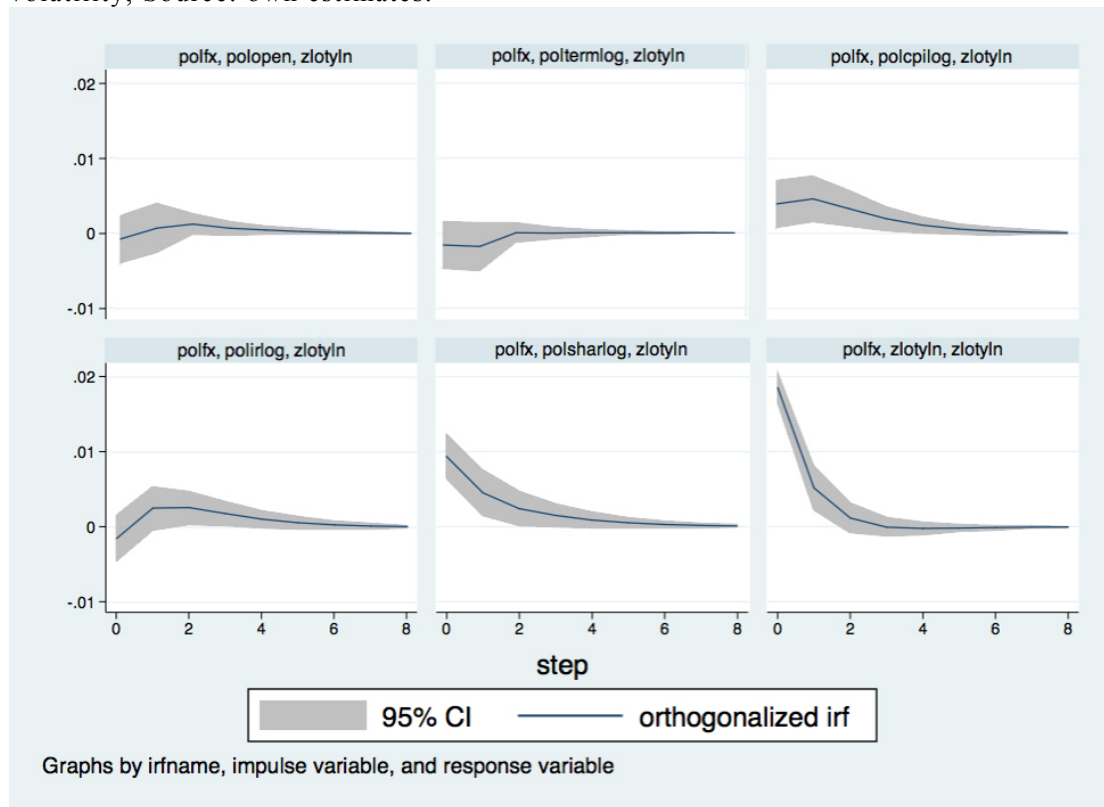 volatility; Source: own estimates.
polfx, polopen, zlotyln
polfx, poltermlog, zlotyln
polfx, polcpilog, zlotyln
.02
.01
0
-.01
polfx, polirlog, zlotyln
polfx, polsharlog, zlotyln
polfx, zlotyln, zlotyln
.02
.01
0
-.01
0 2 4 6 8
0 2 4 6 8
0 2 4 6 8
step
95% CI
orthogonalized irf
Graphs by irfname, impulse variable, and response variable